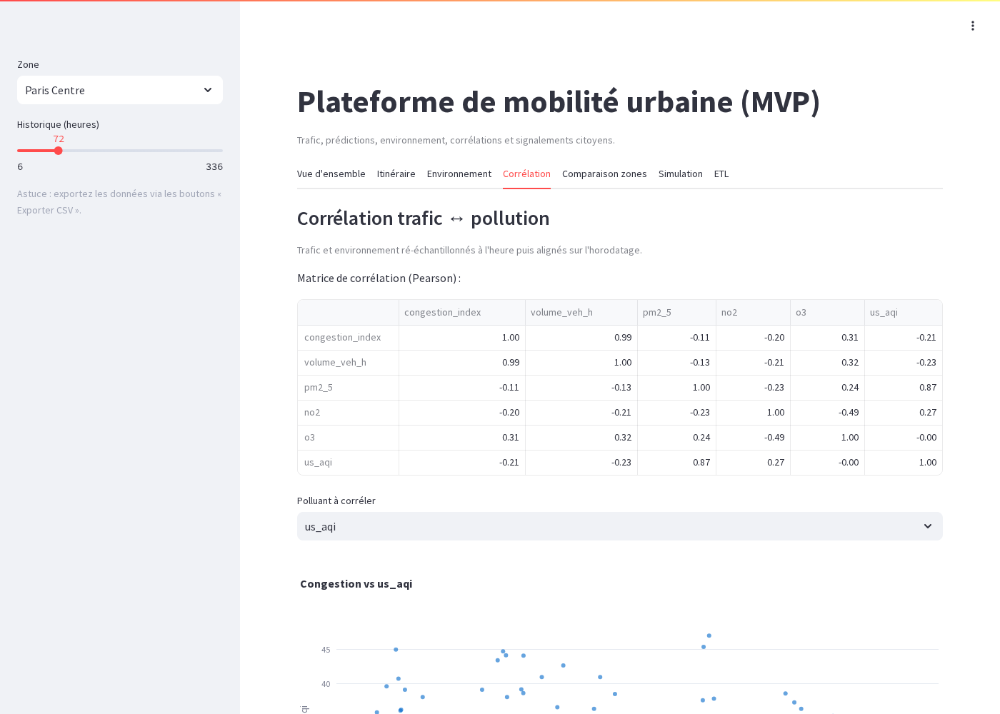 Zone
Paris Centre
Historique (heures)
72
6 336
Astuce : exportez les données via les boutons «
Exporter CSV ».
Plateforme de mobilité urbaine (MVP)
Trafic, prédictions, environnement, corrélations et signalements citoyens.
Vue d'ensemble Itinéraire Environnement Corrélation Comparaison zones Simulation ETL
Corrélation trafic ↔ pollution
Trafic et environnement ré-échantillonnés à l'heure puis alignés sur l'horodatage.
Matrice de corrélation (Pearson) :
congestion_index volume_veh_h pm2_5 no2 o3 us_aqi
congestion_index 1.00 0.99 -0.11 -0.20 0.31 -0.21
volume_veh_h 0.99 1.00 -0.13 -0.21 0.32 -0.23
pm2_5 -0.11 -0.13 1.00 -0.23 0.24 0.87
no2 -0.20 -0.21 -0.23 1.00 -0.49 0.27
o3 0.31 0.32 0.24 -0.49 1.00 -0.00
us_aqi -0.21 -0.23 0.87 0.27 -0.00 1.00
Polluant à corréler
us_aqi
Congestion vs us_aqi
45
40